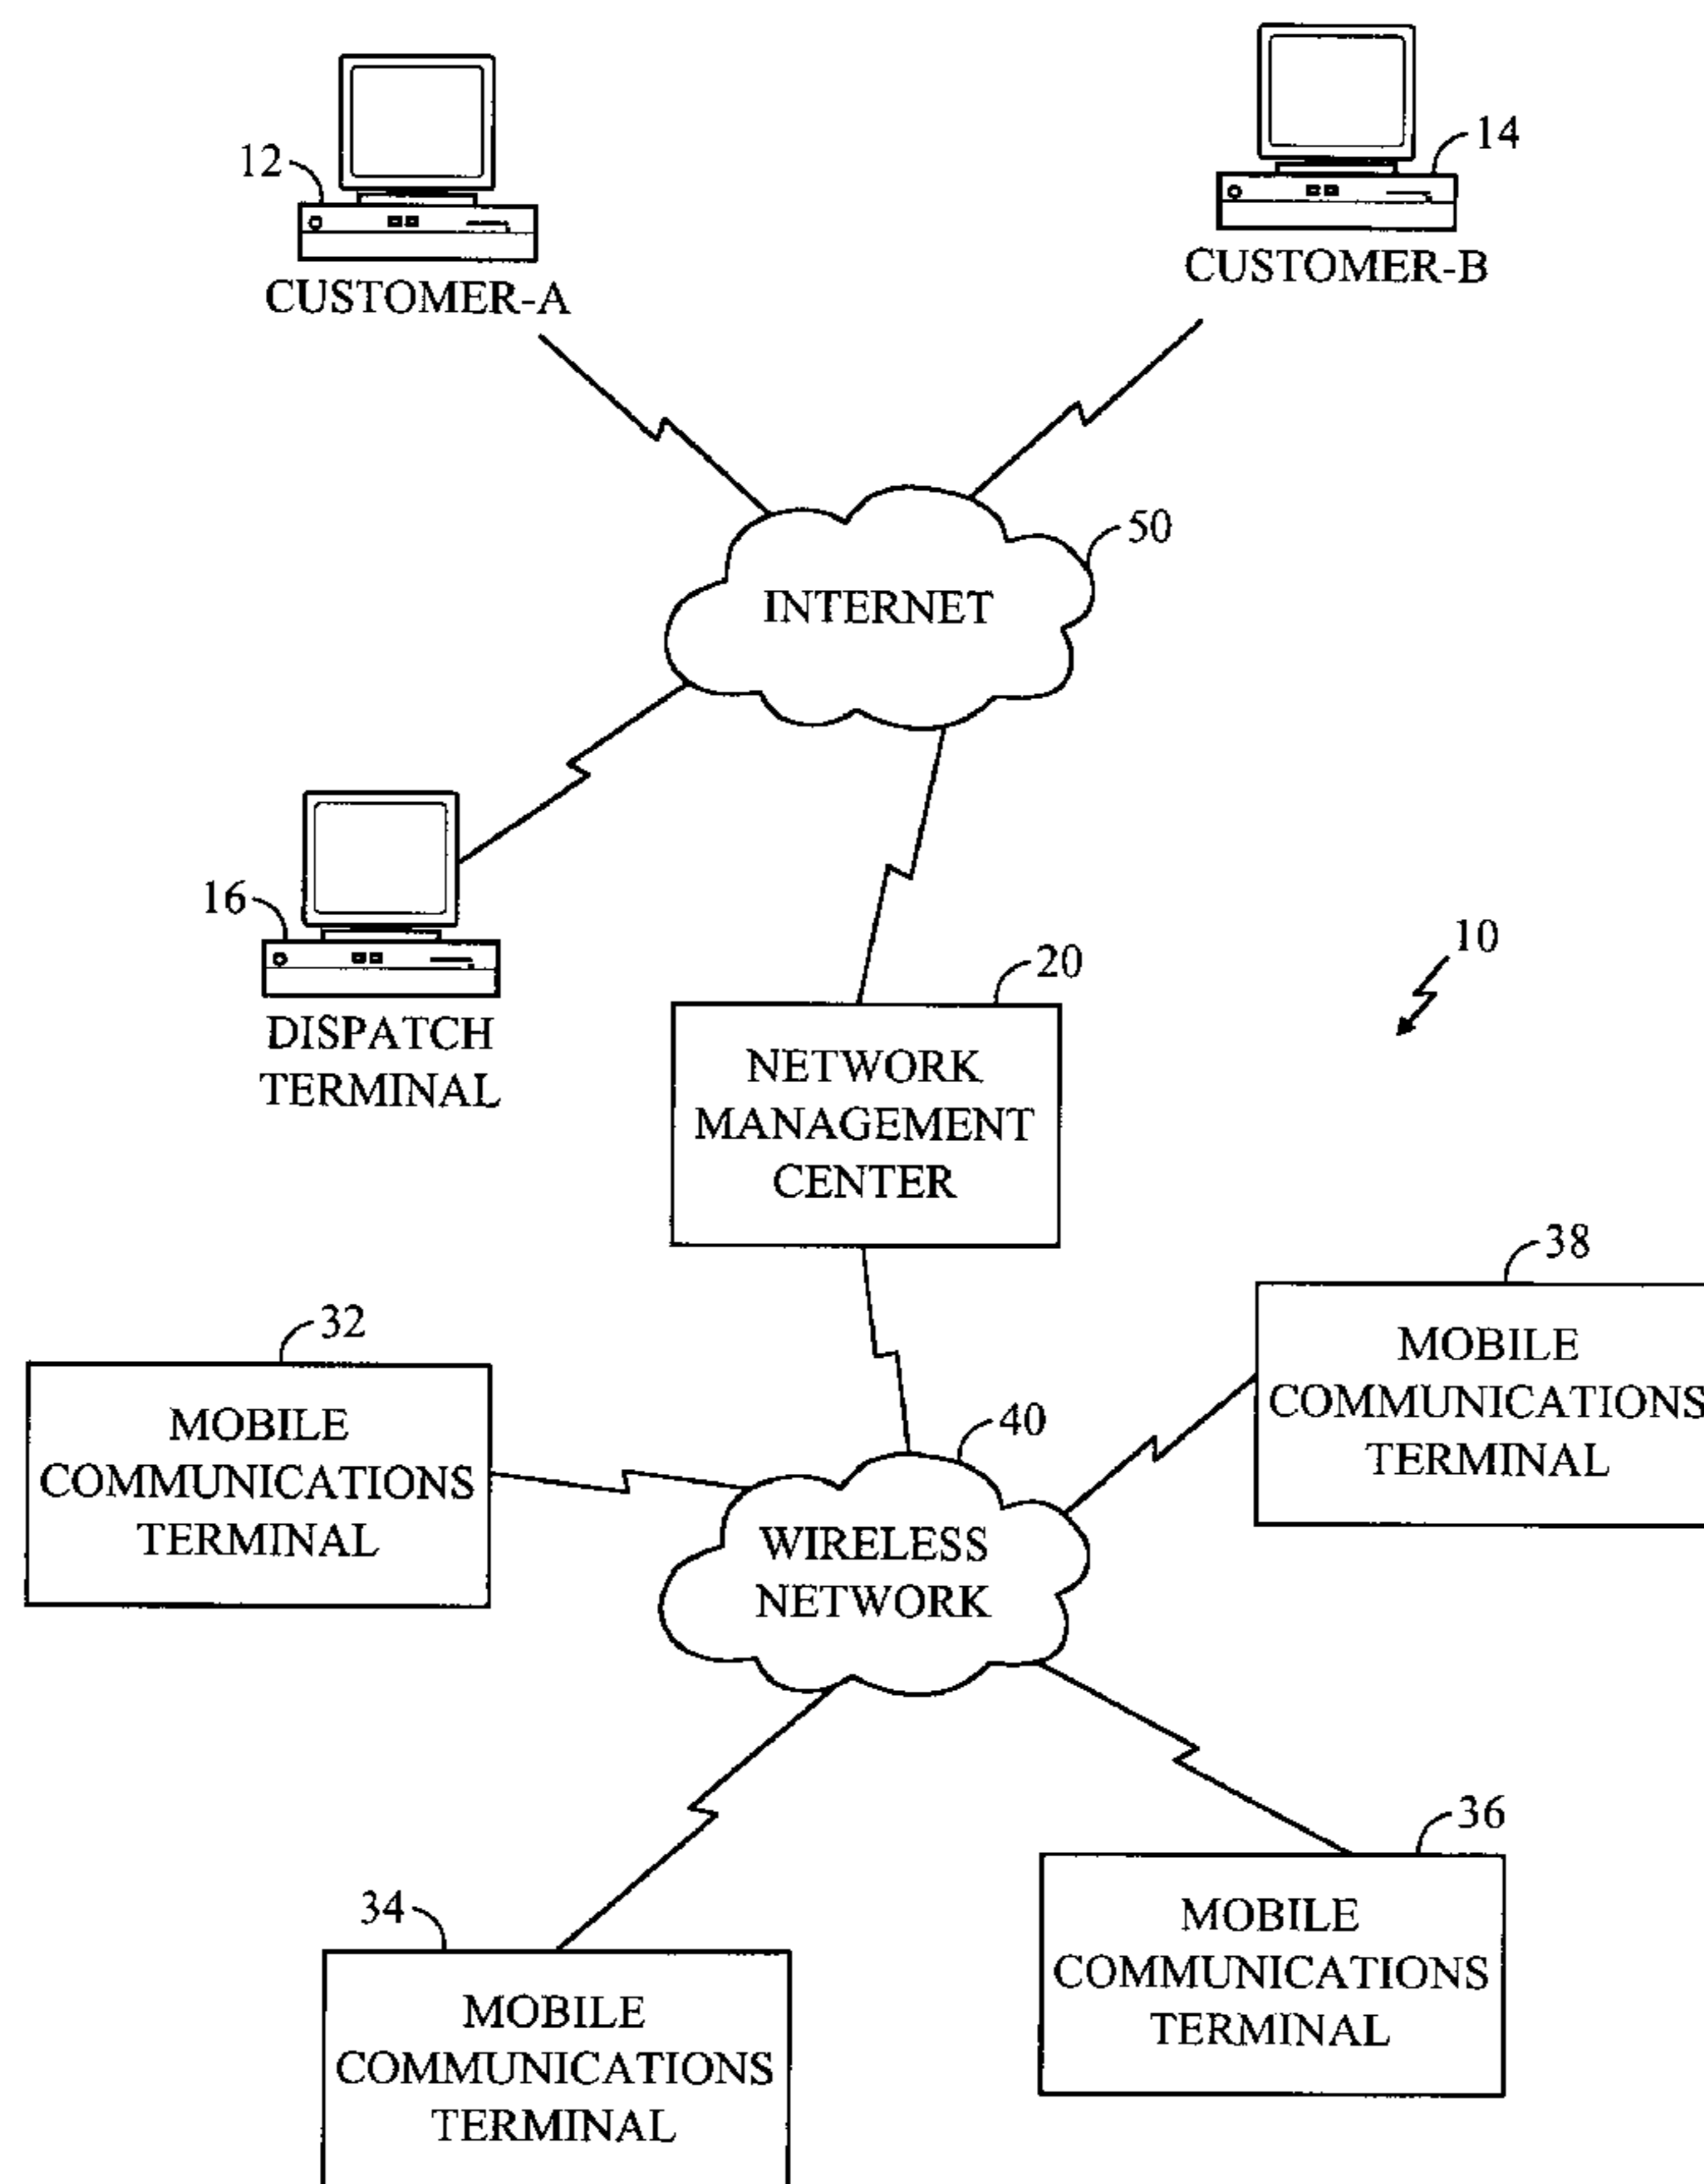 12
CUSTOMER-A
14
CUSTOMER-B
50
INTERNET
16
DISPATCH
TERMINAL
20
NETWORK
MANAGEMENT
CENTER
10
38
MOBILE
COMMUNICATIONS
TERMINAL
32
MOBILE
COMMUNICATIONS
TERMINAL
40
WIRELESS
NETWORK
36
MOBILE
COMMUNICATIONS
TERMINAL
34
MOBILE
COMMUNICATIONS
TERMINAL